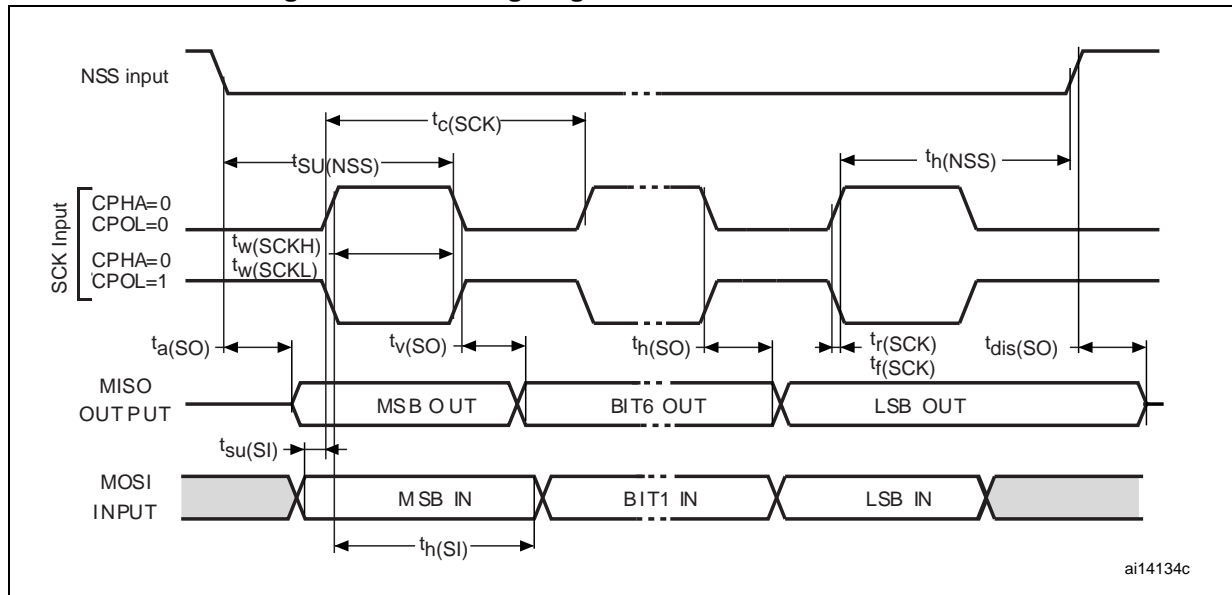 NSS input
tc(SCK)
tSU(NSS)
th(NSS)
SCK Input
CPHA=0
CPOL=0
tw(SCKH)
CPHA=0
tw(SCKL)
CPOL=1
ta(SO)
tv(SO)
th(SO)
tr(SCK)
tf(SCK)
tdis(SO)
MISO
OUTPUT
MSB OUT
BIT6 OUT
LSB OUT
tsu(SI)
MOSI
INPUT
MSB IN
BIT1 IN
LSB IN
th(SI)
ai14134c